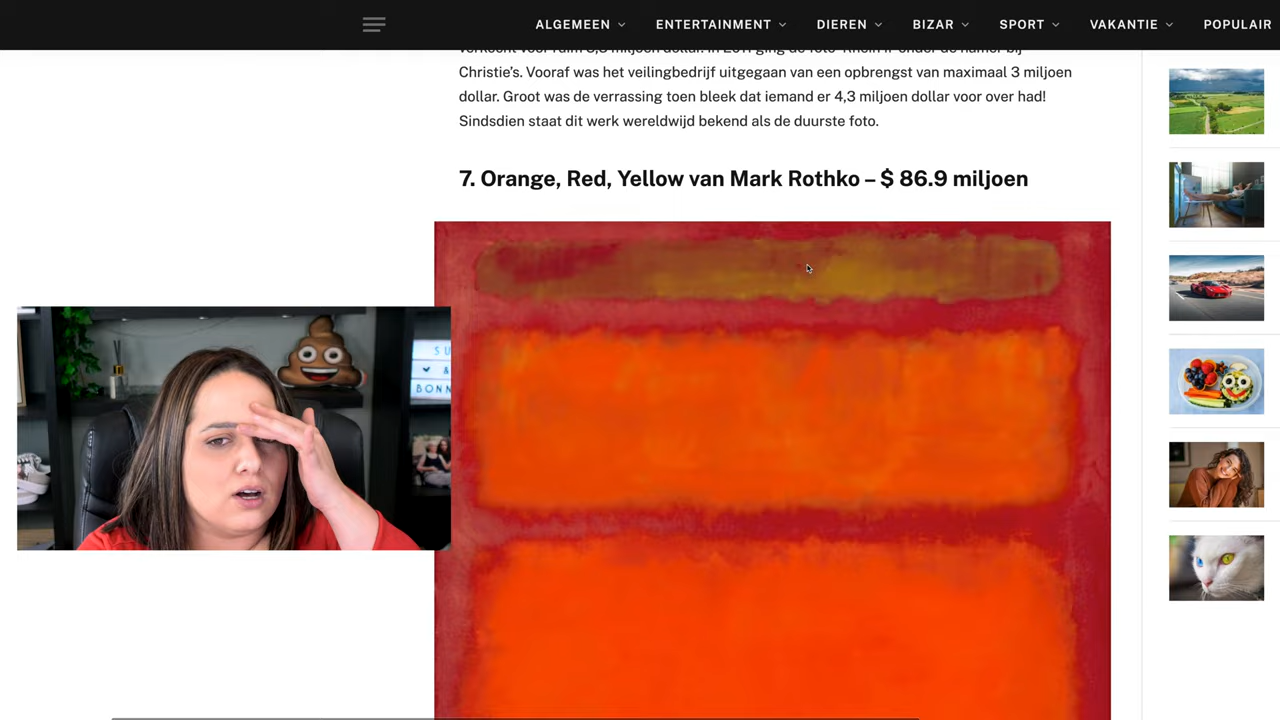 ALGEMEEN ENTERTAINMENT DIEREN BIZAR SPORT VAKANTIE POPULAIR
Christie's. Vooraf was het veilingbedrijf uitgegaan van een opbrengst van maximaal 3 miljoen
dollar. Groot was de verrassing toen bleek dat iemand er 4,3 miljoen dollar voor over had!
Sindsdien staat dit werk wereldwijd bekend als de duurste foto.
7. Orange, Red, Yellow van Mark Rothko – $ 86.9 miljoen
SU
&
BONN